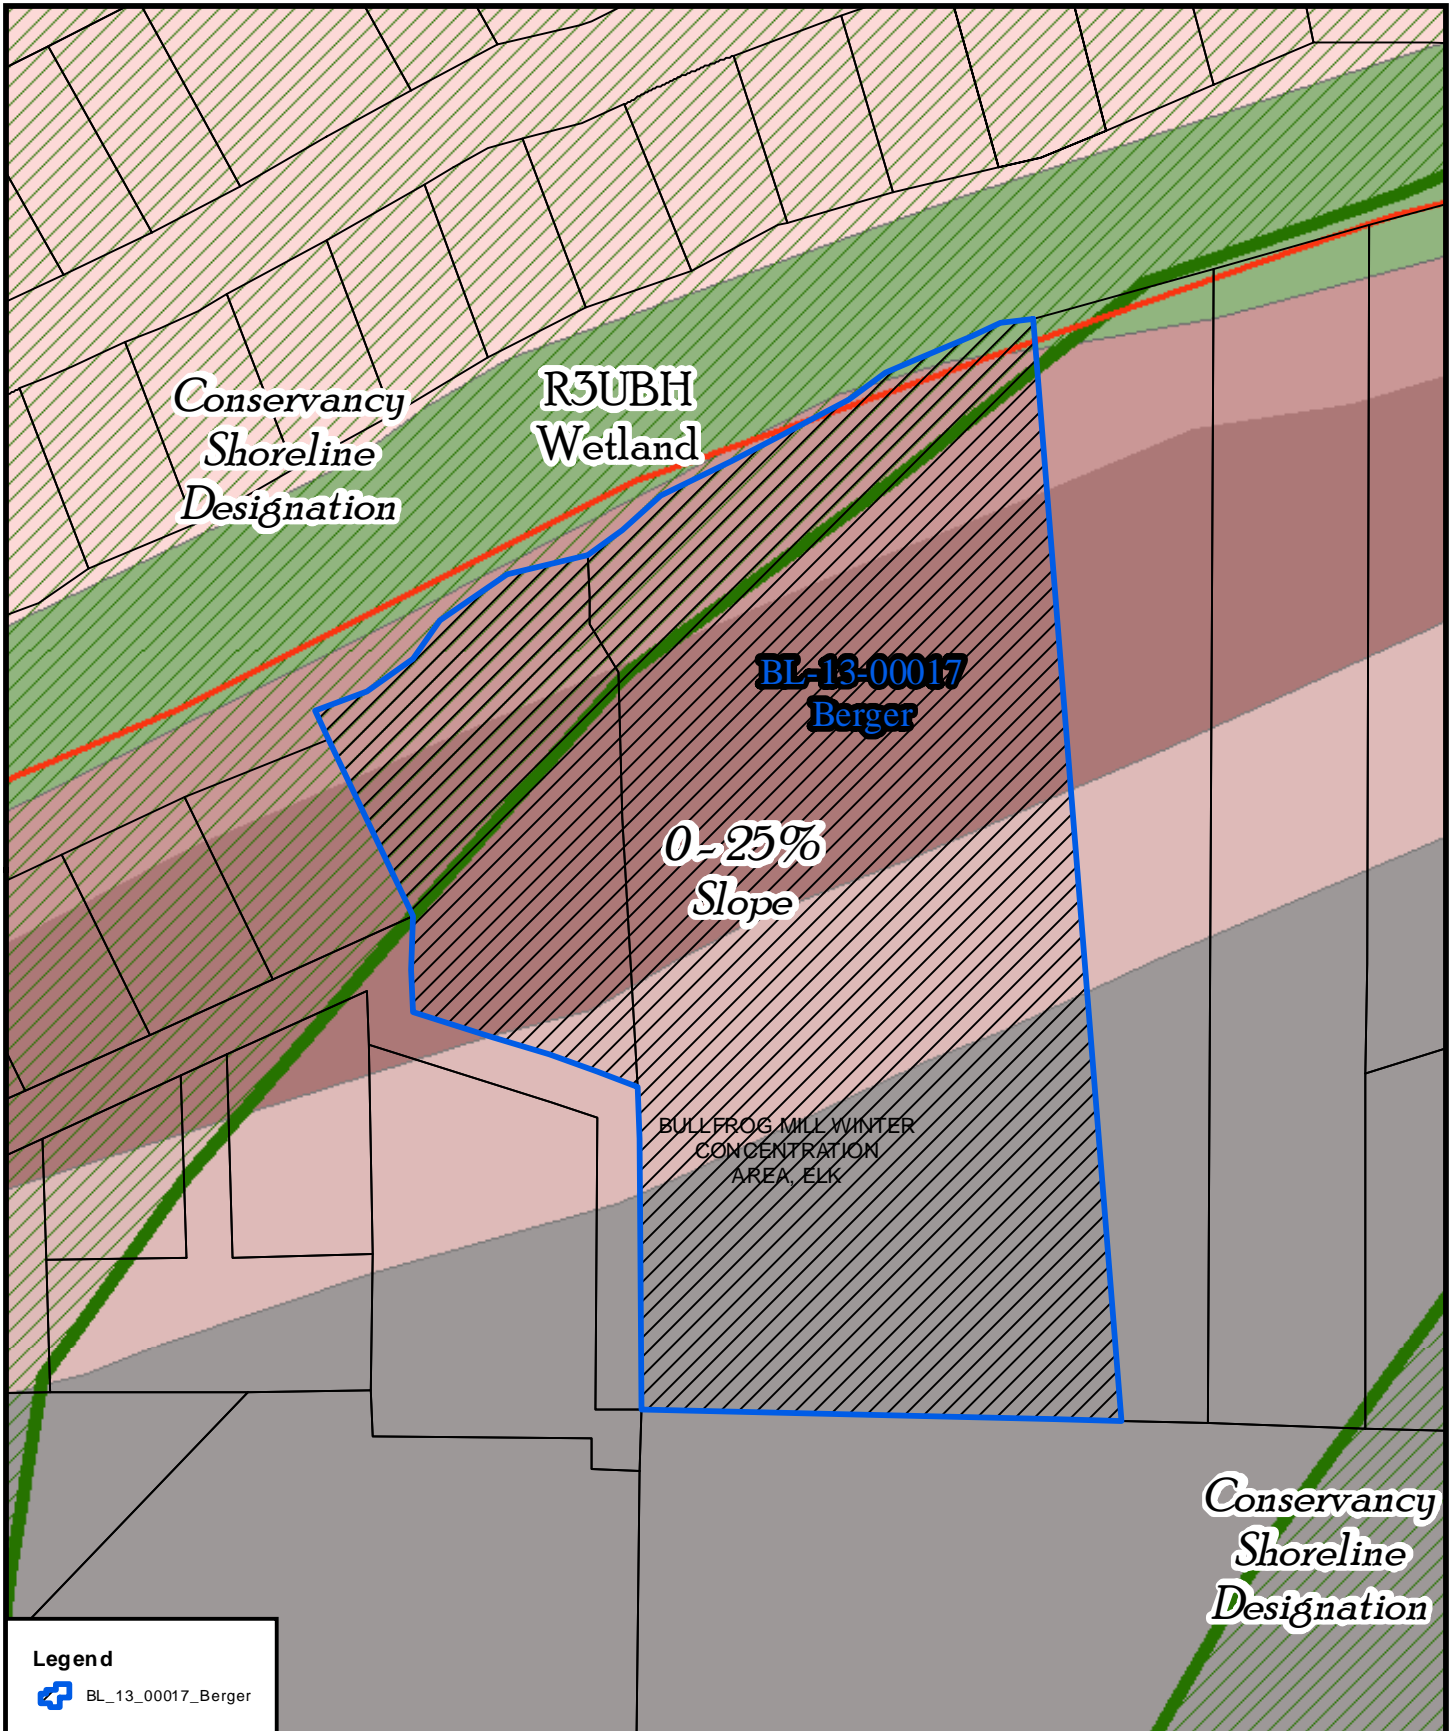 Conservancy
Shoreline
Designation
R3UBH
Wetland
BL-13-00017
Berger
0-25%
Slope
BULLFROG MILL WINTER
CONCENTRATION
AREA, ELK
Conservancy
Shoreline
Designation
Legend
BL_13_00017_Berger